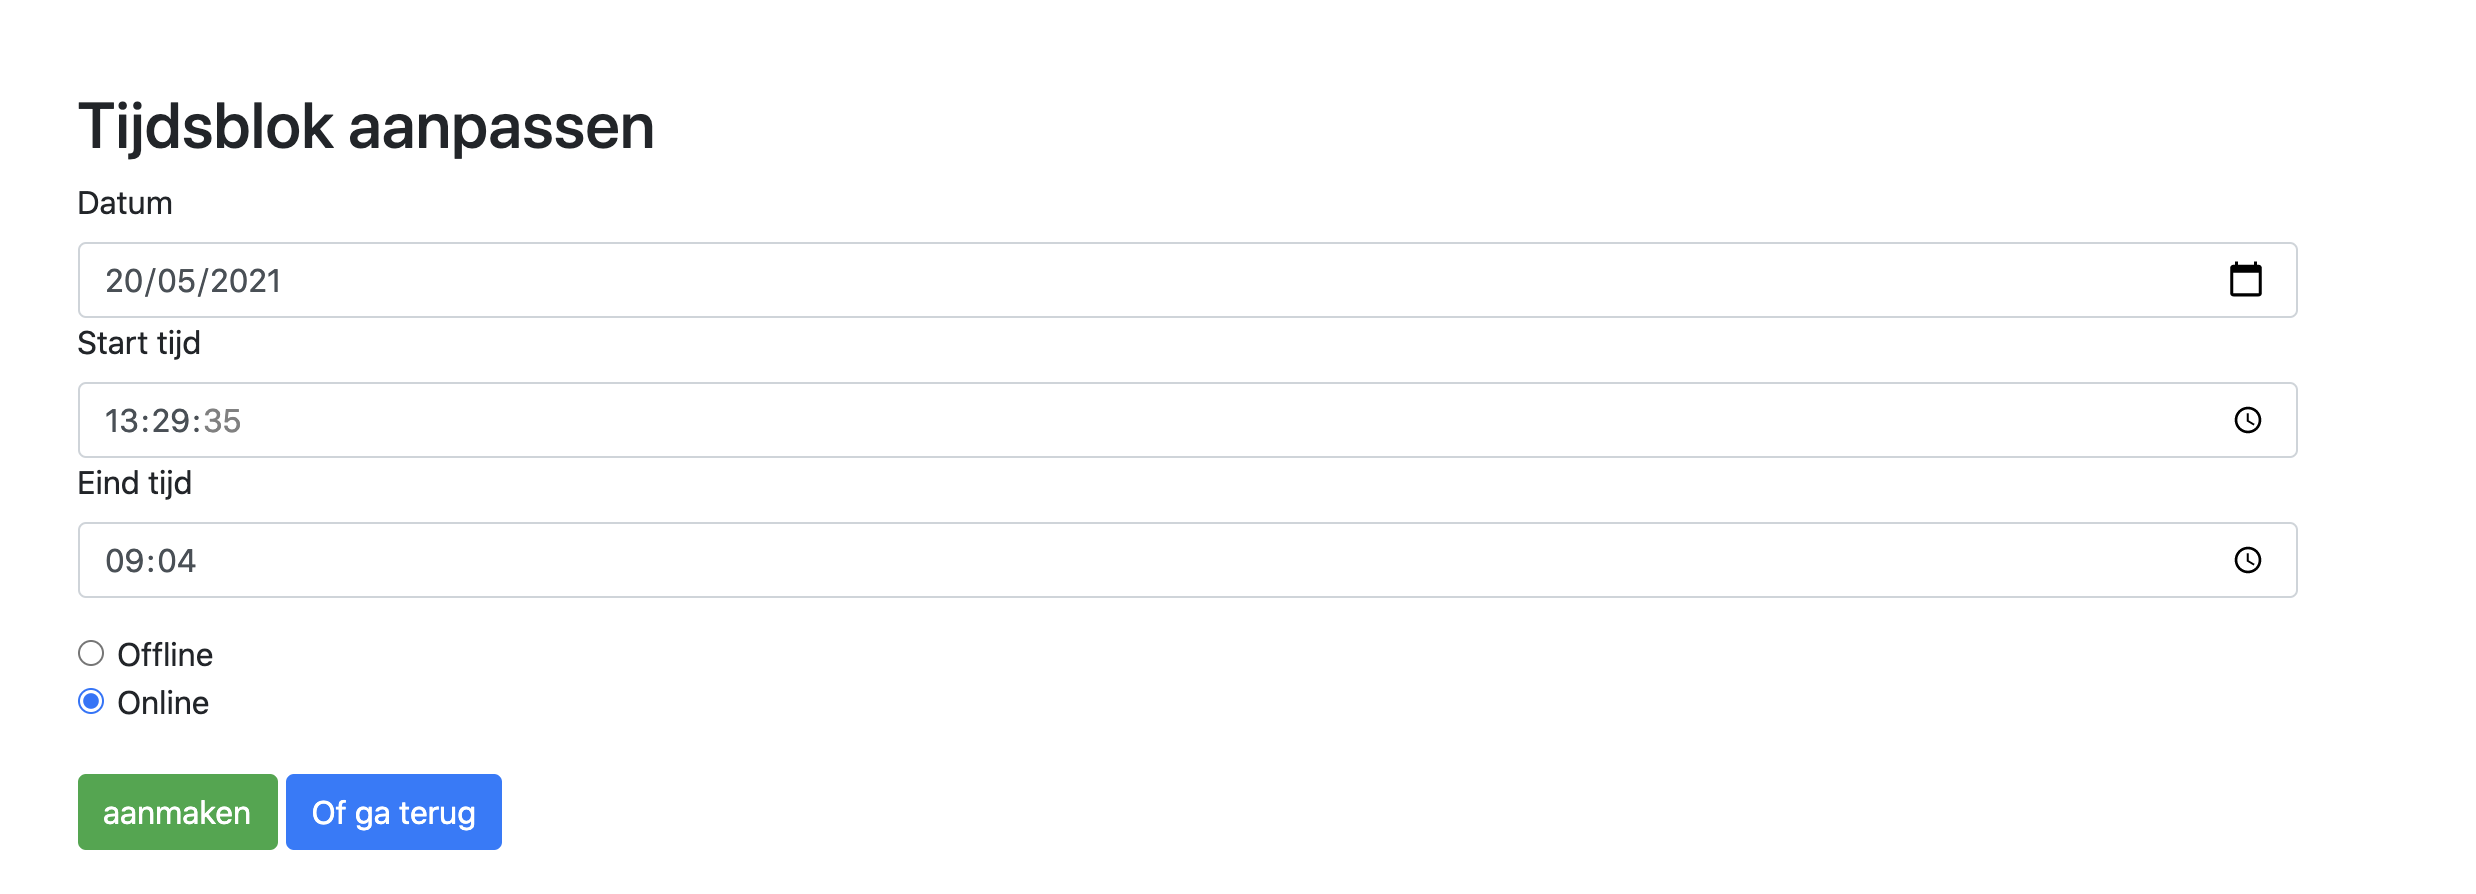 Tijdsblok aanpassen
Datum
20/05/2021
Start tijd
13:29:35
Eind tijd
09:04
Offline
Online
aanmaken Of ga terug